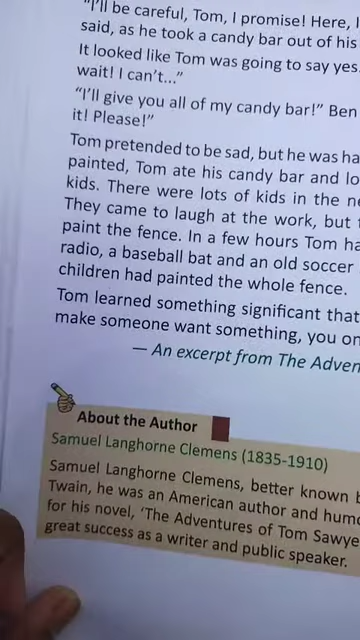 "I'll be careful, Tom, I promise! Here, I
said, as he took a candy bar out of his
It looked like Tom was going to say yes.
wait! I can't..."
"I'll give you all of my candy bar!" Ben
it! Please!"
Tom pretended to be sad, but he was ha
painted, Tom ate his candy bar and lo
kids. There were lots of kids in the ne
They came to laugh at the work, but
paint the fence. In a few hours Tom ha
radio, a baseball bat and an old soccer
children had painted the whole fence.
Tom learned something significant that
make someone want something, you on
— An excerpt from The Adven
About the Author
Samuel Langhorne Clemens (1835-1910)
Samuel Langhorne Clemens, better known b
Twain, he was an American author and humo
for his novel, 'The Adventures of Tom Sawye
great success as a writer and public speaker.